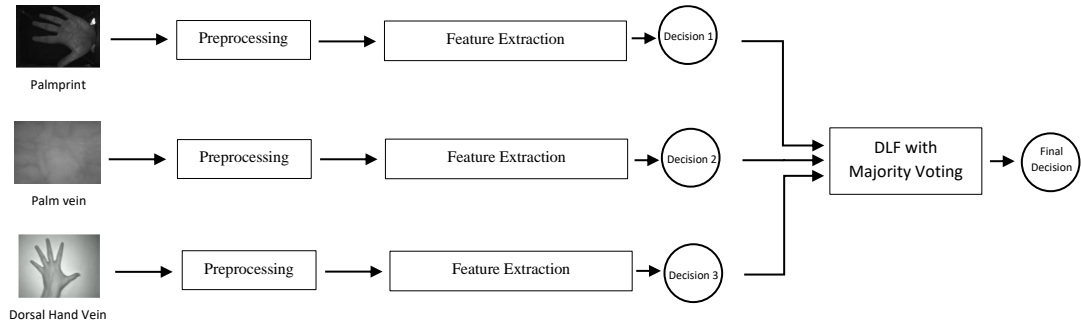 Palmprint
Preprocessing
Feature Extraction
Decision 1
Palm vein
Preprocessing
Feature Extraction
Decision 2
Dorsal Hand Vein
Preprocessing
Feature Extraction
Decision 3
DLF with
Majority Voting
Final
Decision